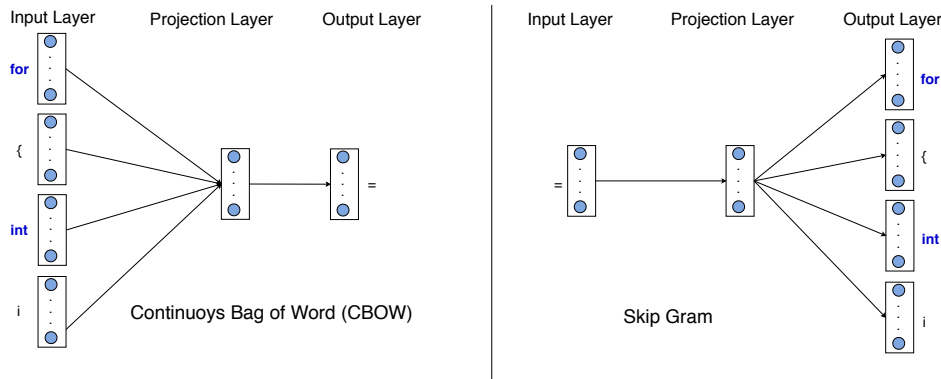 Input Layer
Projection Layer
Output Layer
for
{
int
i
=
Continuoys Bag of Word (CBOW)
Input Layer
Projection Layer
Output Layer
=
for
{
int
i
Skip Gram